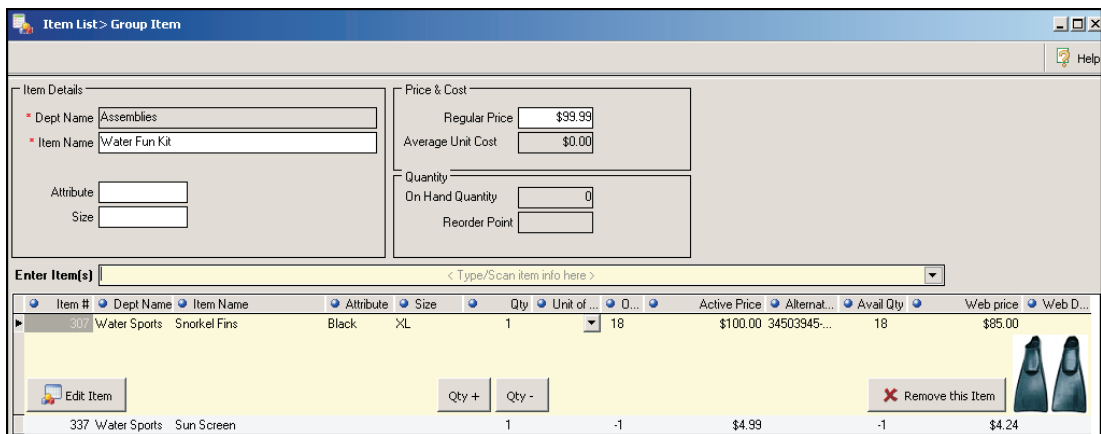 Item List > Group Item
Help
Item Details
* Dept Name Assemblies
* Item Name Water Fun Kit
Attribute
Size
Price & Cost
Regular Price $99.99
Average Unit Cost $0.00
Quantity
On Hand Quantity 0
Reorder Point
Enter Item(s) < Type/Scan item info here >
Item # Dept Name Item Name Attribute Size Qty Unit of ... O... Active Price Alternat... Avail Qty Web price Web D...
307 Water Sports Snorkel Fins Black XL 1 18 $100.00 34503945-... 18 $85.00
Edit Item Qty + Qty - Remove this Item
337 Water Sports Sun Screen 1 -1 $4.99 -1 $4.24